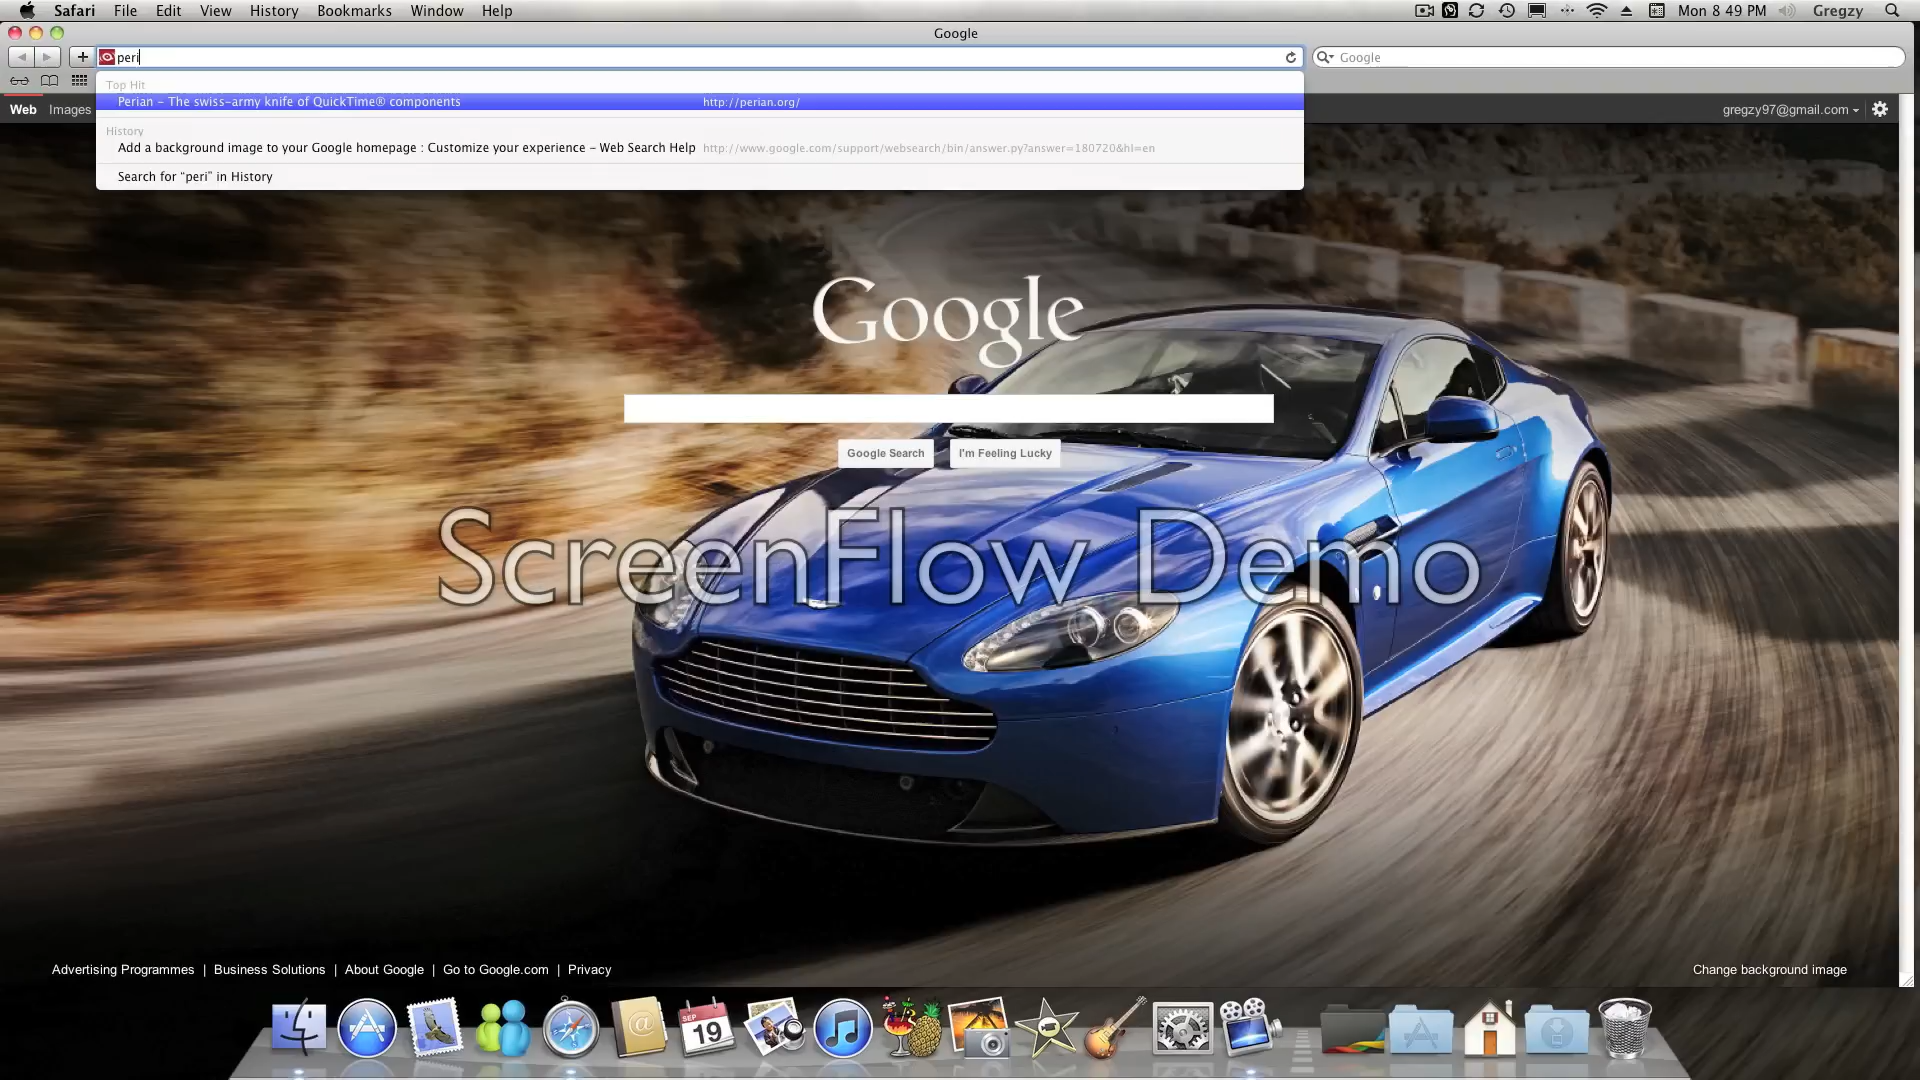 Safari File Edit View History Bookmarks Window Help Mon 8 49 PM Gregzy
Google
peri
Google
Top Hit
Perian – The swiss-army knife of QuickTime® components http://perian.org/
History
Add a background image to your Google homepage : Customize your experience – Web Search Help http://www.google.com/support/websearch/bin/answer.py?answer=180720&hl=en
Search for “peri” in History
Web Images
gregzy97@gmail.com
Google
Google Search I'm Feeling Lucky
ScreenFlow Demo
Advertising Programmes | Business Solutions | About Google | Go to Google.com | Privacy
Change background image
SEP
19